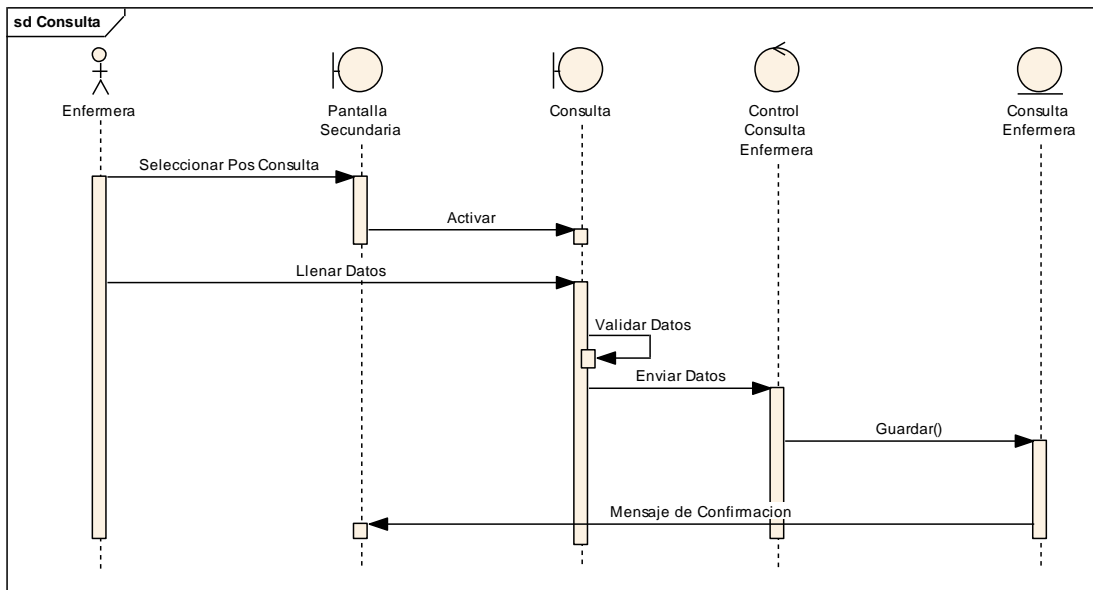 sd Consulta
Enfermera
Pantalla
Secundaria
Consulta
Control
Consulta
Enfermera
Consulta
Enfermera
Seleccionar Pos Consulta
Activar
Llenar Datos
Validar Datos
Enviar Datos
Guardar()
Mensaje de Confirmacion